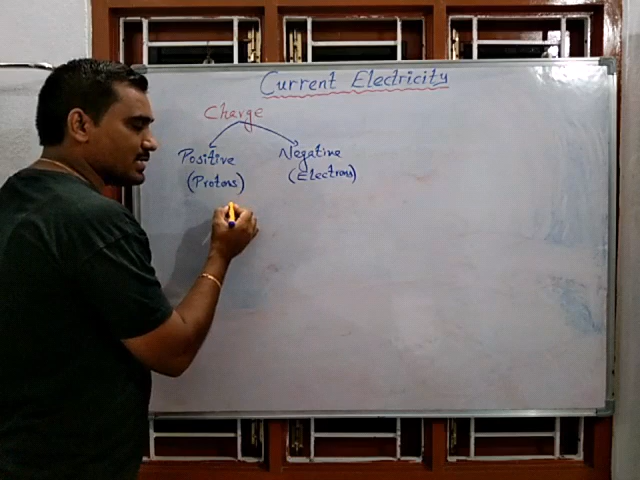 Current Electricity
Charge
Positive Negative
(Protons) (Electrons)